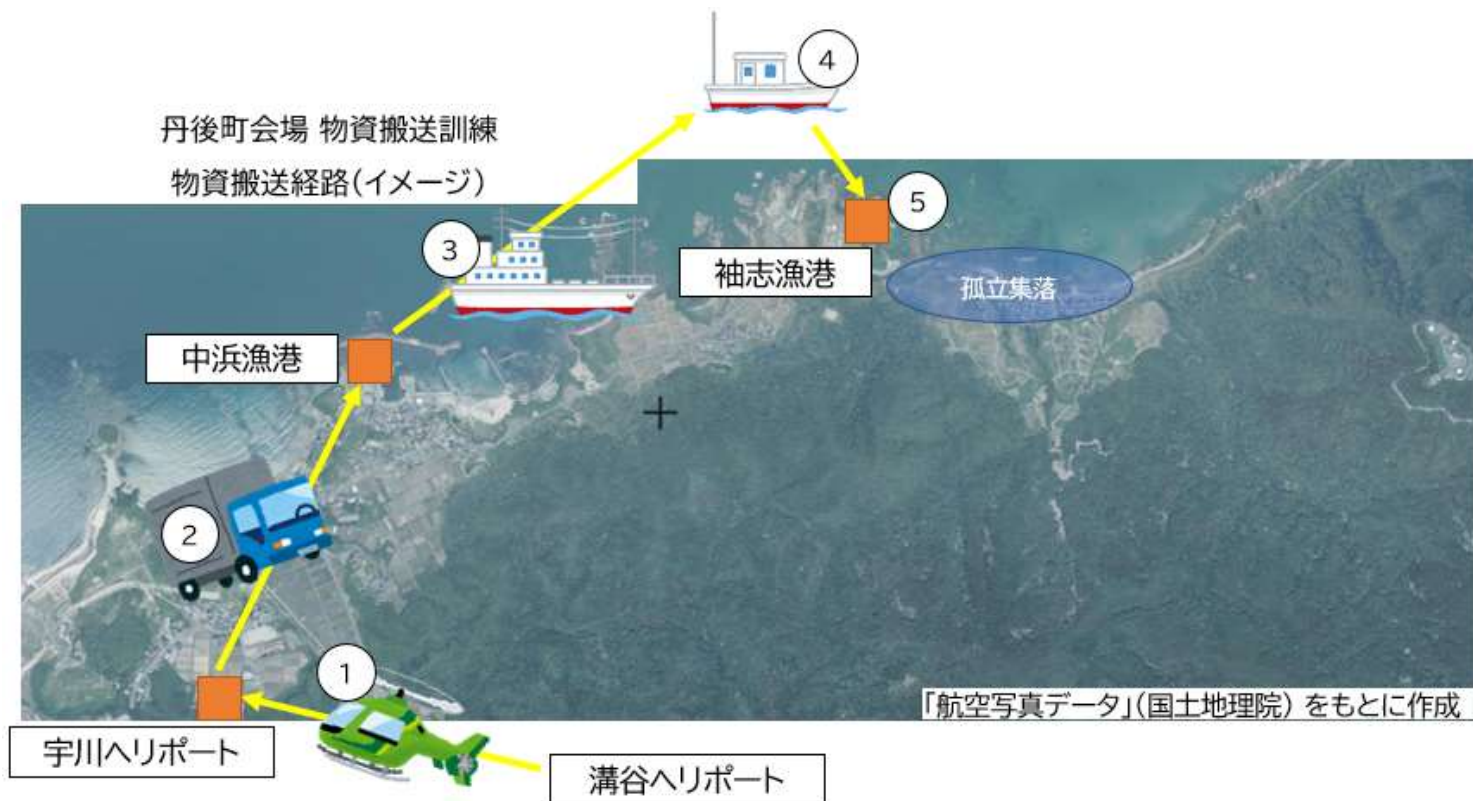 丹後町会場 物資搬送訓練
物資搬送経路(イメージ)
④
③
⑤
袖志漁港
孤立集落
中浜漁港
②
①
「航空写真データ」(国土地理院) をもとに作成
宇川ヘリポート
溝谷ヘリポート